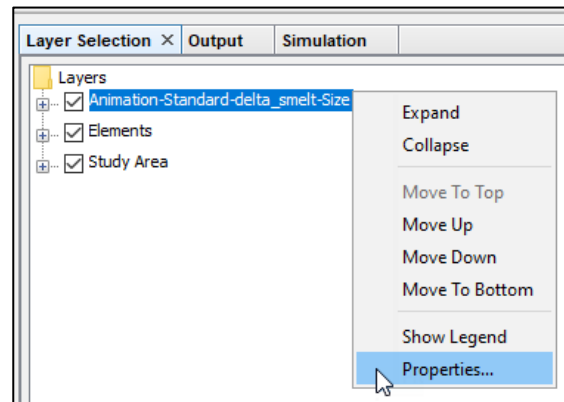 Layer Selection × Output Simulation
Layers
Animation-Standard-delta_smelt-Size
Elements
Study Area
Expand
Collapse
Move To Top
Move Up
Move Down
Move To Bottom
Show Legend
Properties...